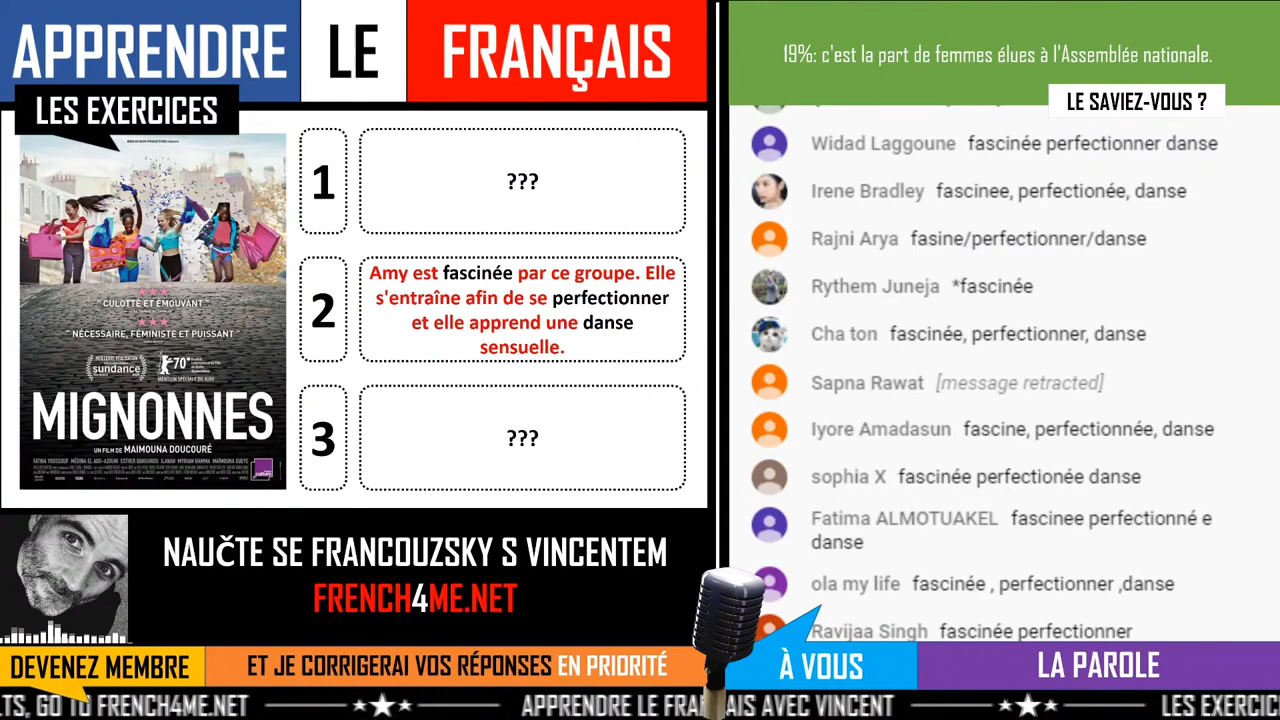 APPRENDRE LE FRANÇAIS
LES EXERCICES
CULOTTÉ ET ÉMOUVANT
NÉCESSAIRE, FÉMINISTE ET PUISSANT
sundance
70
MIGNONNES
UN FILM DE MAIMOUNA DOUCOURÉ
1
???
2
Amy est fascinée par ce groupe. Elle
s'entraîne afin de se perfectionner
et elle apprend une danse
sensuelle.
3
???
NAUČTE SE FRANCOUZSKY S VINCENTEM
FRENCH4ME.NET
DEVENEZ MEMBRE
ET JE CORRIGERAI VOS RÉPONSES EN PRIORITÉ
19%: c'est la part de femmes élues à l'Assemblée nationale.
LE SAVIEZ-VOUS ?
Widad Laggoune fascinée perfectionner danse
Irene Bradley fascinee, perfectionée, danse
Rajni Arya fasine/perfectionner/danse
Rythem Juneja *fascinée
Cha ton fascinée, perfectionner, danse
Sapna Rawat [message retracted]
Iyore Amadasun fascine, perfectionnée, danse
sophia X fascinée perfectionée danse
Fatima ALMOTUAKEL fascinee perfectionné e
danse
ola my life fascinée , perfectionner ,danse
Ravijaa Singh fascinée perfectionner
À VOUS
LA PAROLE
LTS, GO TO FRENCH4ME.NET
APPRENDRE LE FRANÇAIS AVEC VINCENT
LES EXERCIC